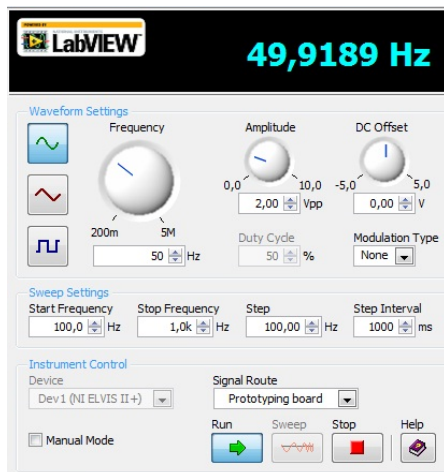 POWERED BY
NATIONAL INSTRUMENTS
LabVIEW
49,9189 Hz
Waveform Settings
Frequency
Amplitude
DC Offset
0,0 10,0 -5,0 5,0
2,00 Vpp 0,00 V
200m 5M
Duty Cycle
Modulation Type
50 Hz
50 %
None
Sweep Settings
Start Frequency Stop Frequency Step Step Interval
100,0 Hz 1,0k Hz 100,00 Hz 1000 ms
Instrument Control
Device
Signal Route
Dev1 (NI ELVIS II+)
Prototyping board
Run Sweep Stop Help
Manual Mode